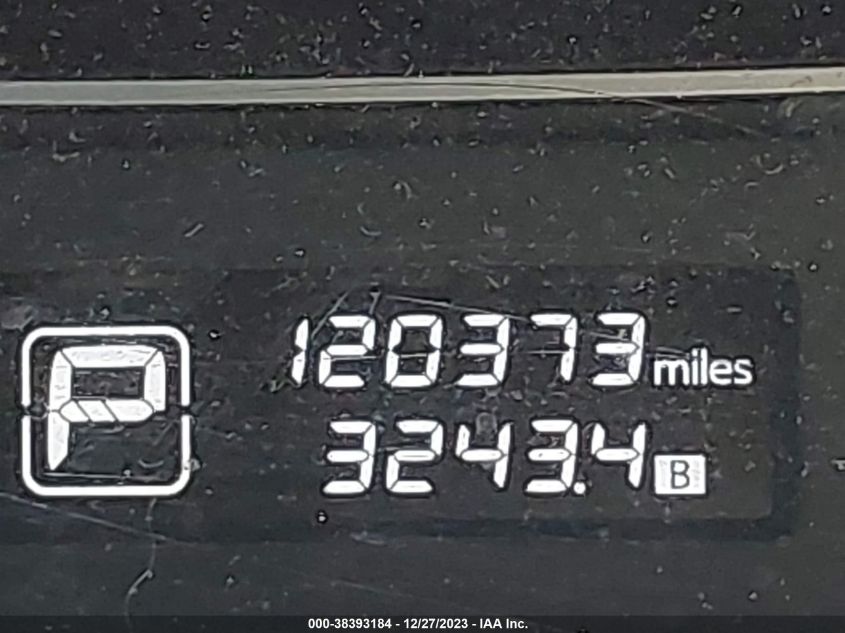 P
120373 miles
3243.4 B
000-38393184 - 12/27/2023 - IAA Inc.